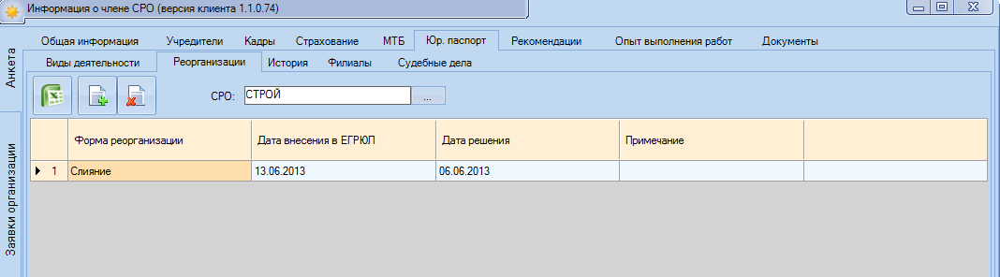 Информация о члене СРО (версия клиента 1.1.0.74)
Общая информация Учредители Кадры Страхование МТБ Юр. паспорт Рекомендации Опыт выполнения работ Документы
Виды деятельности Реорганизации История Филиалы Судебные дела
Анкета
Заявки организации
СРО: СТРОЙ ...
Форма реорганизации Дата внесения в ЕГРЮЛ Дата решения Примечание
1 Слияние 13.06.2013 06.06.2013